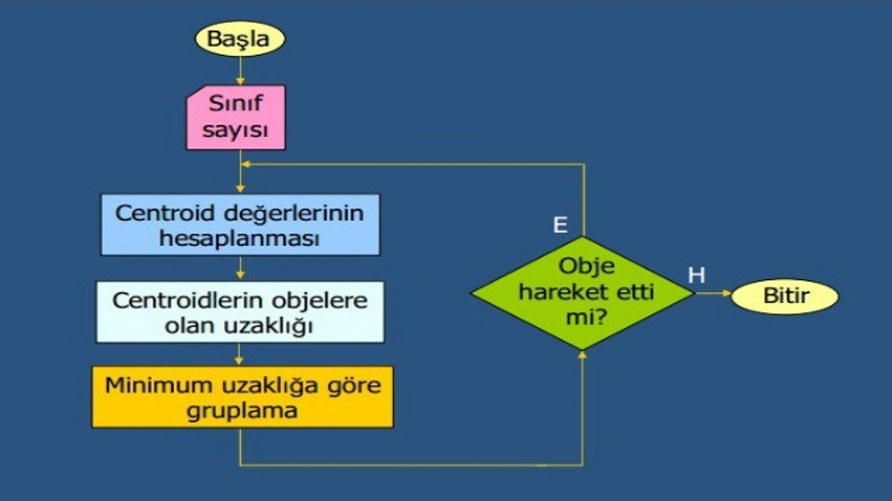 Başla
Sınıf
sayısı
Centroid değerlerinin
hesaplanması
Centroidlerin objelere
olan uzaklığı
Minimum uzaklığa göre
gruplama
E
Obje
hareket etti
mi?
H
Bitir